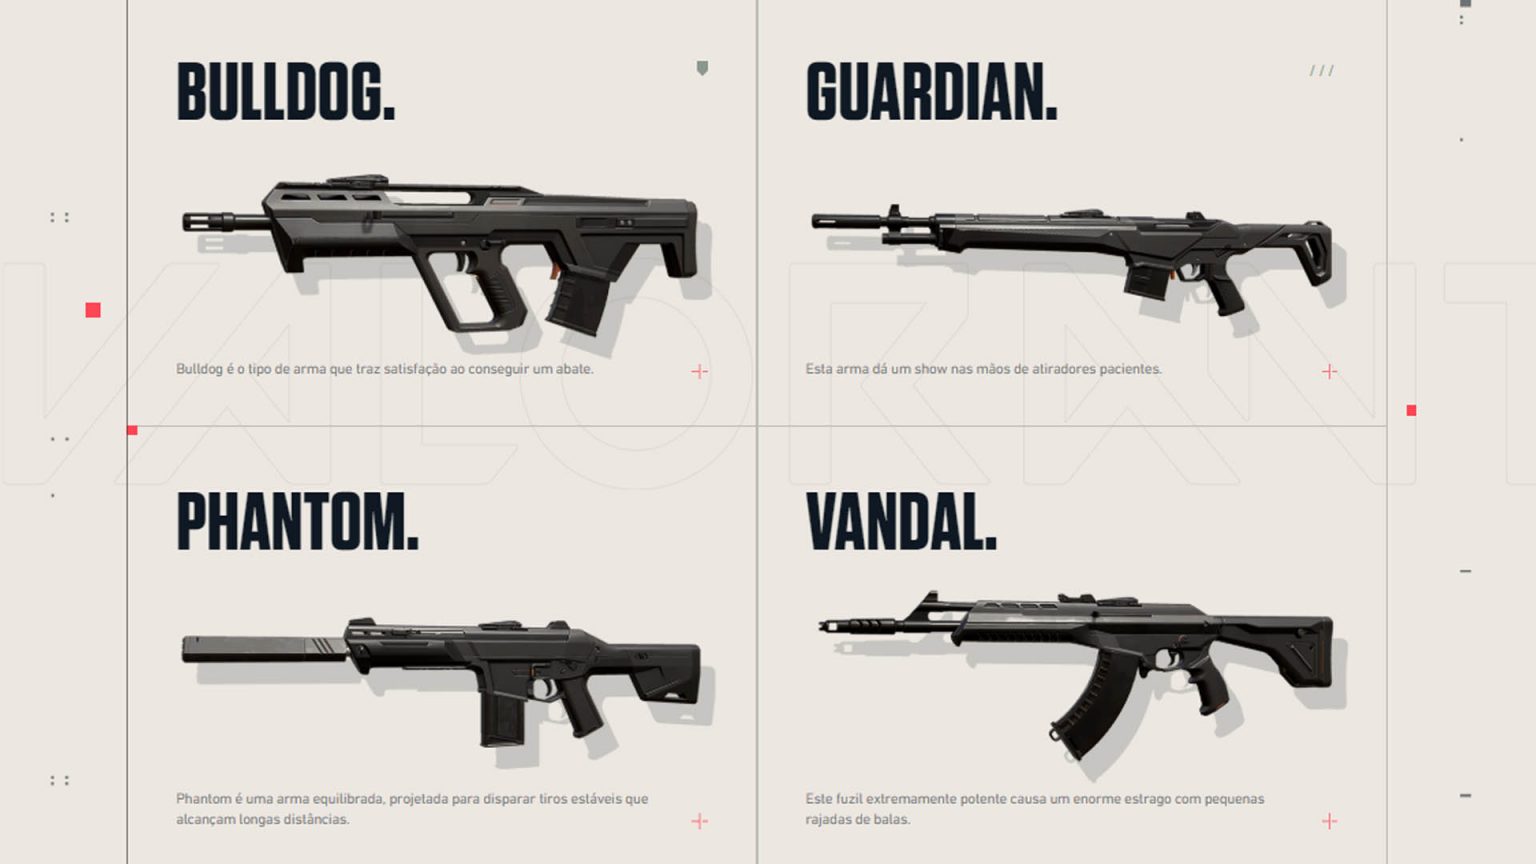 BULLDOG.
GUARDIAN.
Bulldog é o tipo de arma que traz satisfação ao conseguir um abate.
Esta arma dá um show nas mãos de atiradores pacientes.
VALORANT
PHANTOM.
VANDAL.
Phantom é uma arma equilibrada, projetada para disparar tiros estáveis que
alcançam longas distâncias.
Este fuzil extremamente potente causa um enorme estrago com pequenas
rajadas de balas.